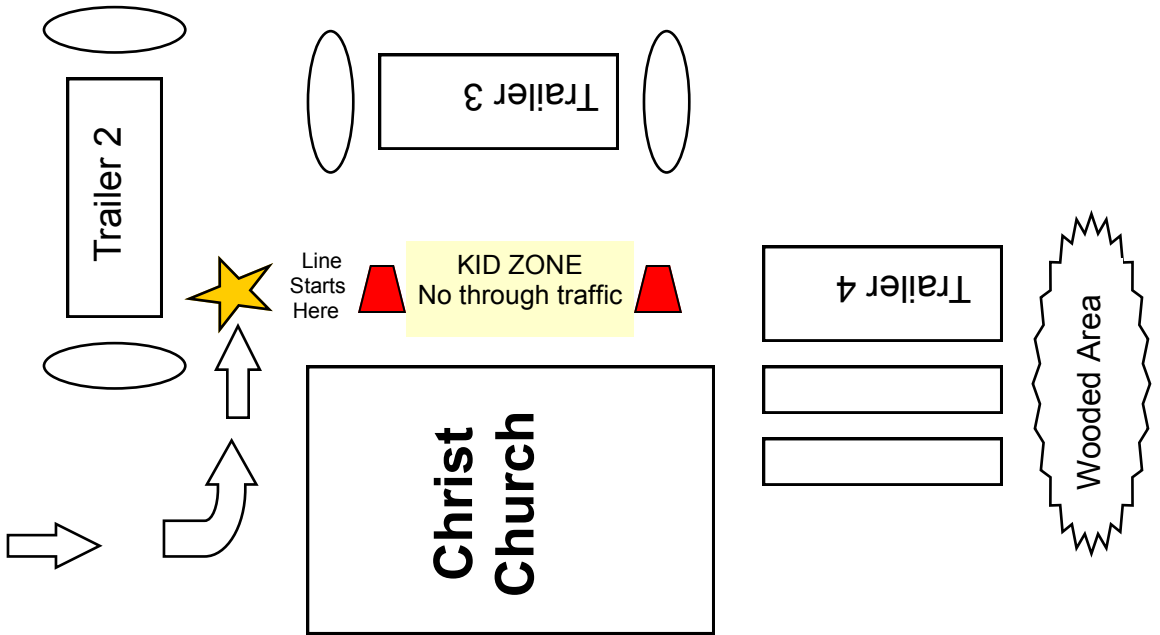 Trailer 2
Trailer 3
Line
Starts
Here
KID ZONE
No through traffic
Trailer 4
Wooded Area
Christ
Church